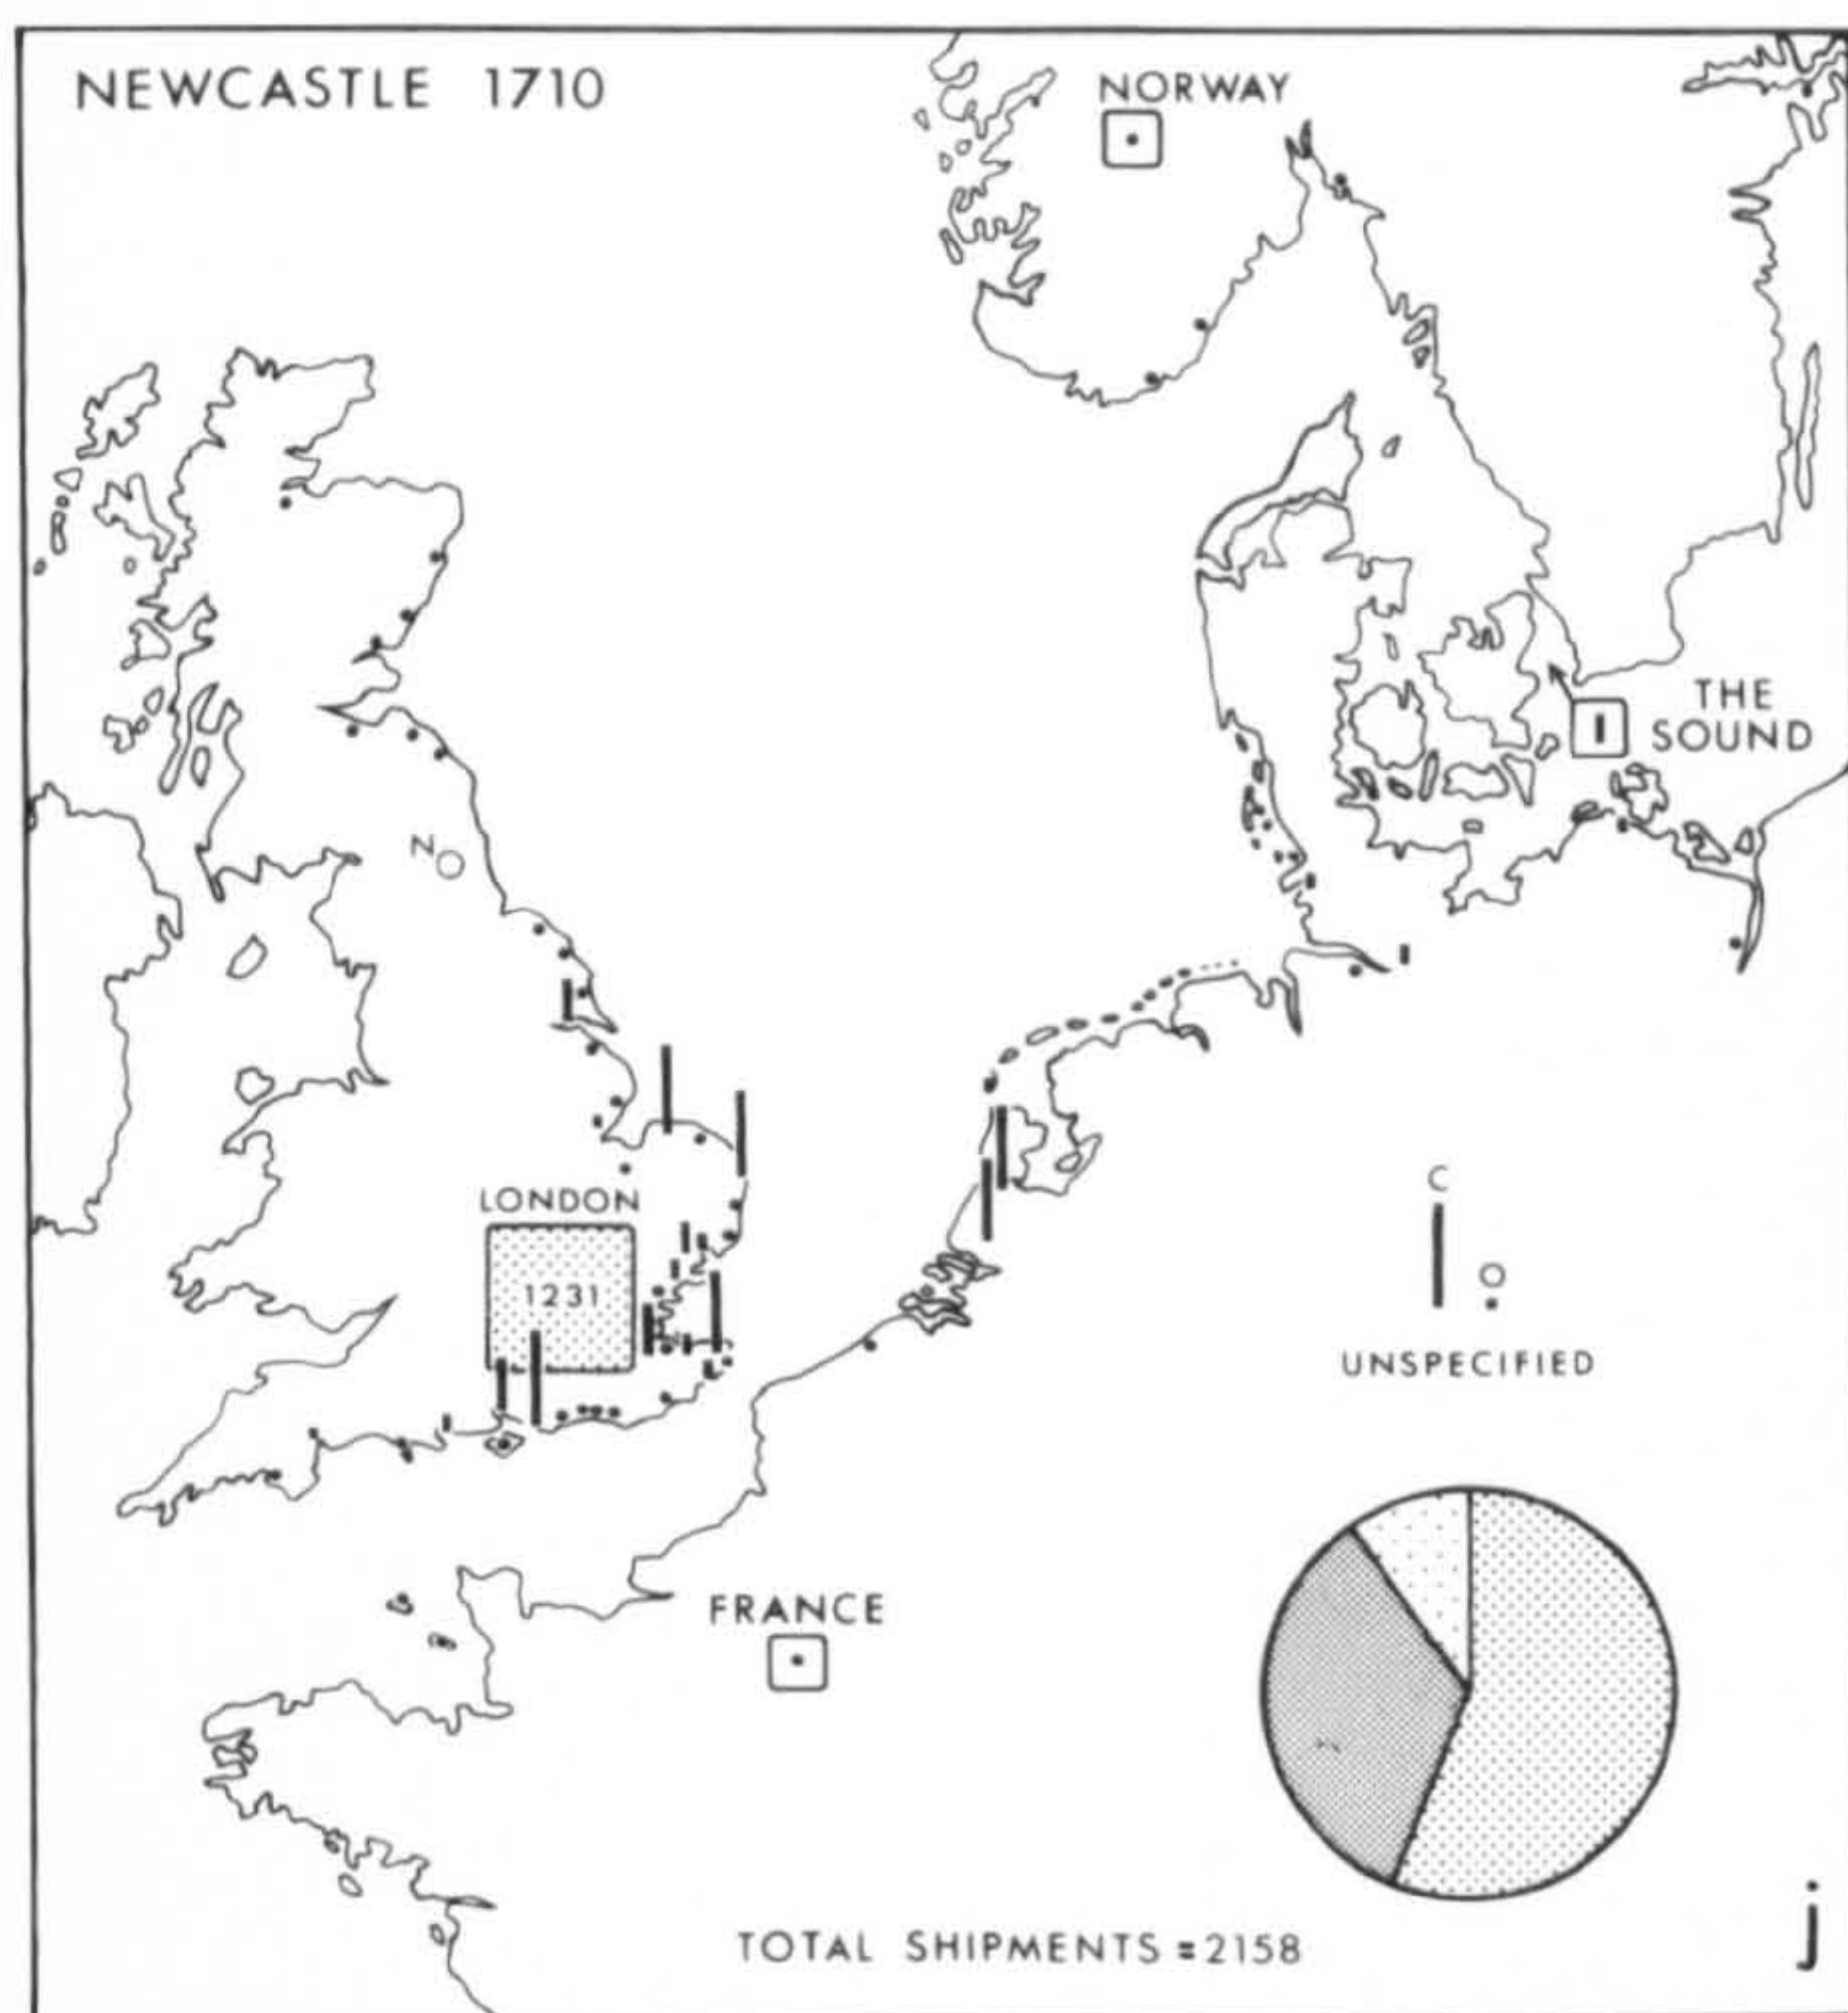 NEWCASTLE 1710
NORWAY
THE
SOUND
N
LONDON
1231
C
O
UNSPECIFIED
FRANCE
TOTAL SHIPMENTS = 2158
j